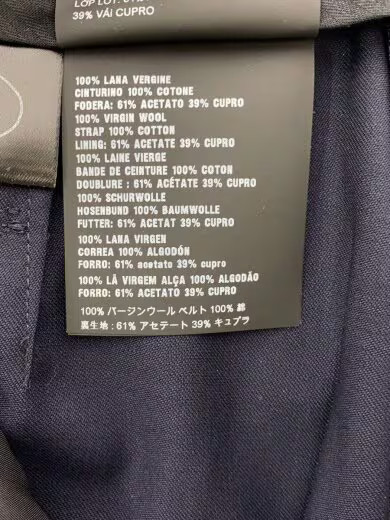 39% VẢI CUPRO
100% LANA VERGINE
CINTURINO 100% COTONE
FODERA: 61% ACETATO 39% CUPRO
100% VIRGIN WOOL
STRAP 100% COTTON
LINING: 61% ACETATE 39% CUPRO
100% LAINE VIERGE
BANDE DE CEINTURE 100% COTON
DOUBLURE : 61% ACÉTATE 39% CUPRO
100% SCHURWOLLE
HOSENBUND 100% BAUMWOLLE
FUTTER: 61% ACETAT 39% CUPRO
100% LANA VIRGEN
CORREA 100% ALGODÓN
FORRO: 61% acetato 39% cupro
100% LÃ VIRGEM ALÇA 100% ALGODÃO
FORRO: 61% ACETATO 39% CUPRO
100% バージンウール ベルト 100% 綿
裏生地 : 61% アセテート 39% キュプラ